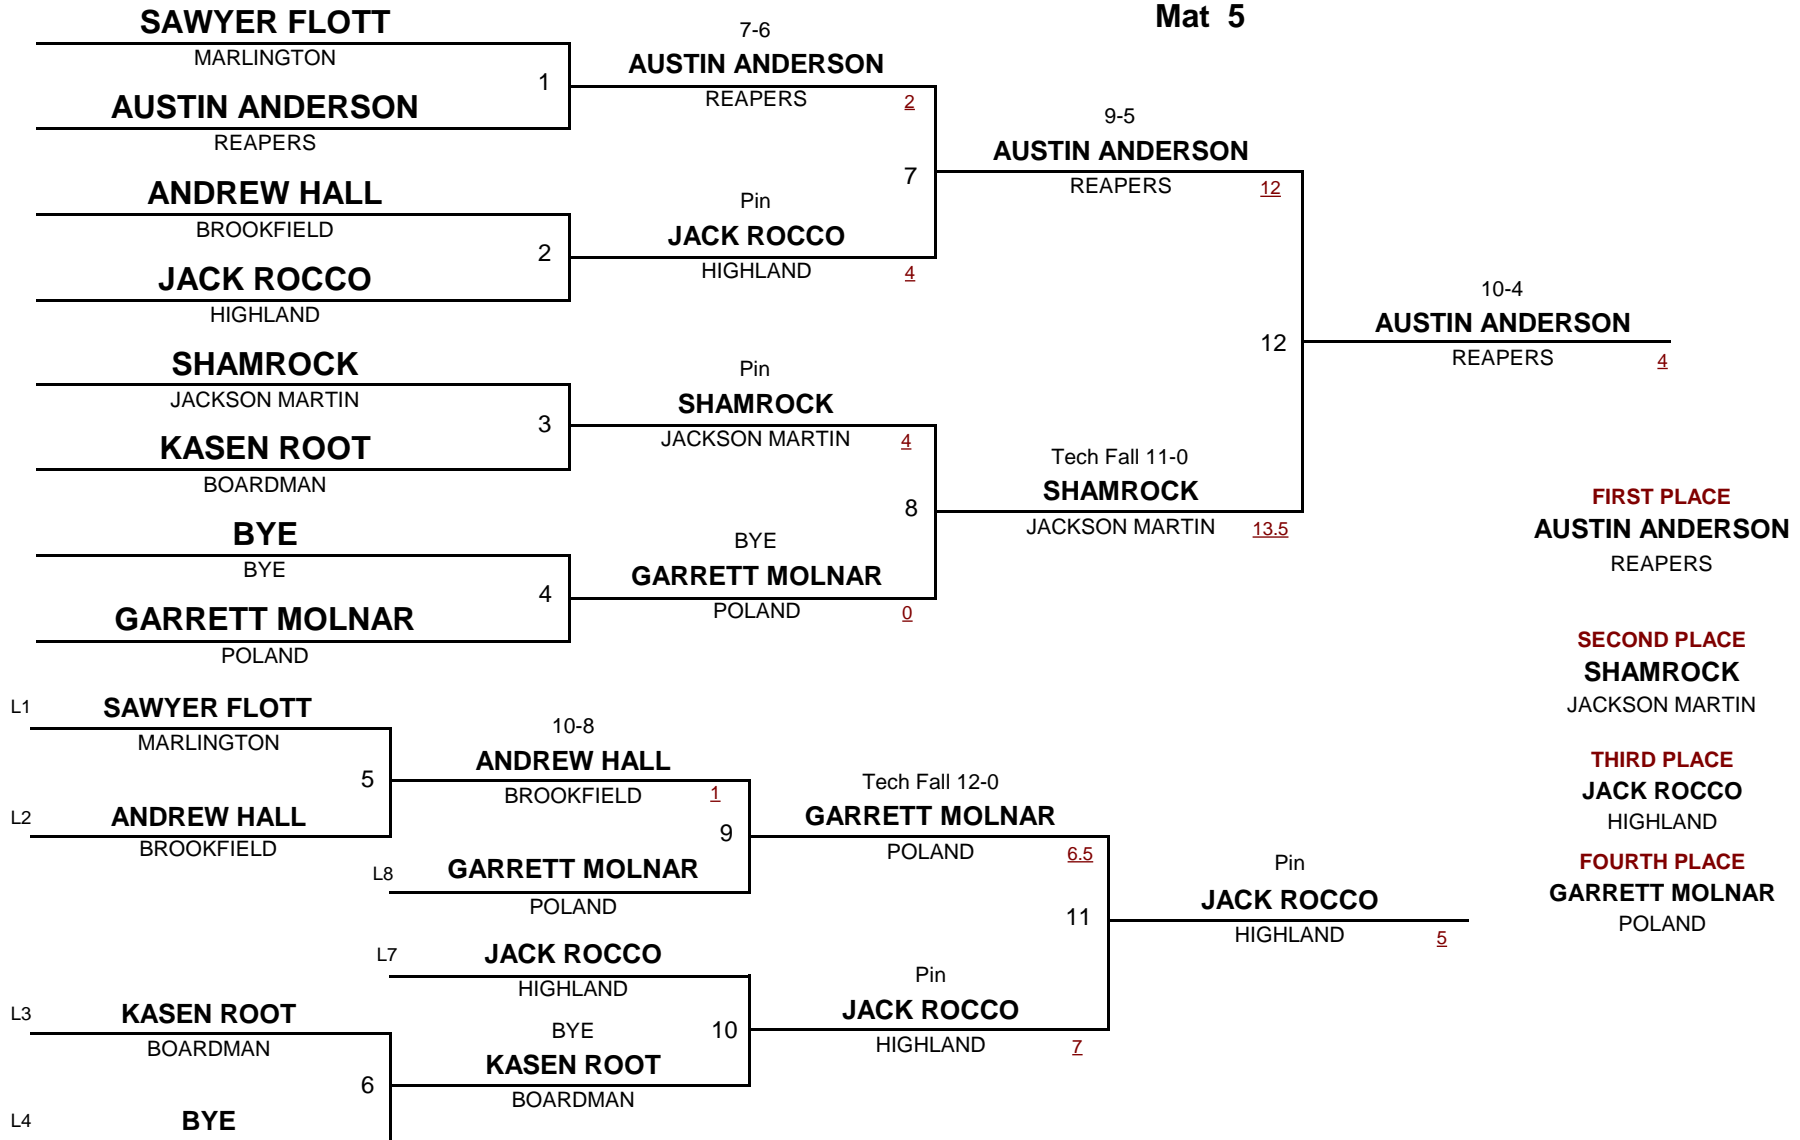 Mat 5
SAWYER FLOTT
MARLINGTON
1
AUSTIN ANDERSON
REAPERS
ANDREW HALL
BROOKFIELD
2
JACK ROCCO
HIGHLAND
SHAMROCK
JACKSON MARTIN
3
KASEN ROOT
BOARDMAN
BYE
BYE
4
GARRETT MOLNAR
POLAND
7-6
AUSTIN ANDERSON
REAPERS 2
7
Pin
JACK ROCCO
HIGHLAND 4
Pin
SHAMROCK
JACKSON MARTIN 4
8
BYE
GARRETT MOLNAR
POLAND 0
9-5
AUSTIN ANDERSON
REAPERS 12
12
Tech Fall 11-0
SHAMROCK
JACKSON MARTIN 13.5
10-4
AUSTIN ANDERSON
REAPERS 4
FIRST PLACE
AUSTIN ANDERSON
REAPERS
SECOND PLACE
SHAMROCK
JACKSON MARTIN
THIRD PLACE
JACK ROCCO
HIGHLAND
FOURTH PLACE
GARRETT MOLNAR
POLAND
L1 SAWYER FLOTT
MARLINGTON
5
L2 ANDREW HALL
BROOKFIELD
10-8
ANDREW HALL
BROOKFIELD 1
9
L8 GARRETT MOLNAR
POLAND
L7 JACK ROCCO
HIGHLAND
10
BYE
KASEN ROOT
BOARDMAN
L3 KASEN ROOT
BOARDMAN
6
L4 BYE
Tech Fall 12-0
GARRETT MOLNAR
POLAND 6.5
11
Pin
JACK ROCCO
HIGHLAND 7
Pin
JACK ROCCO
HIGHLAND 5